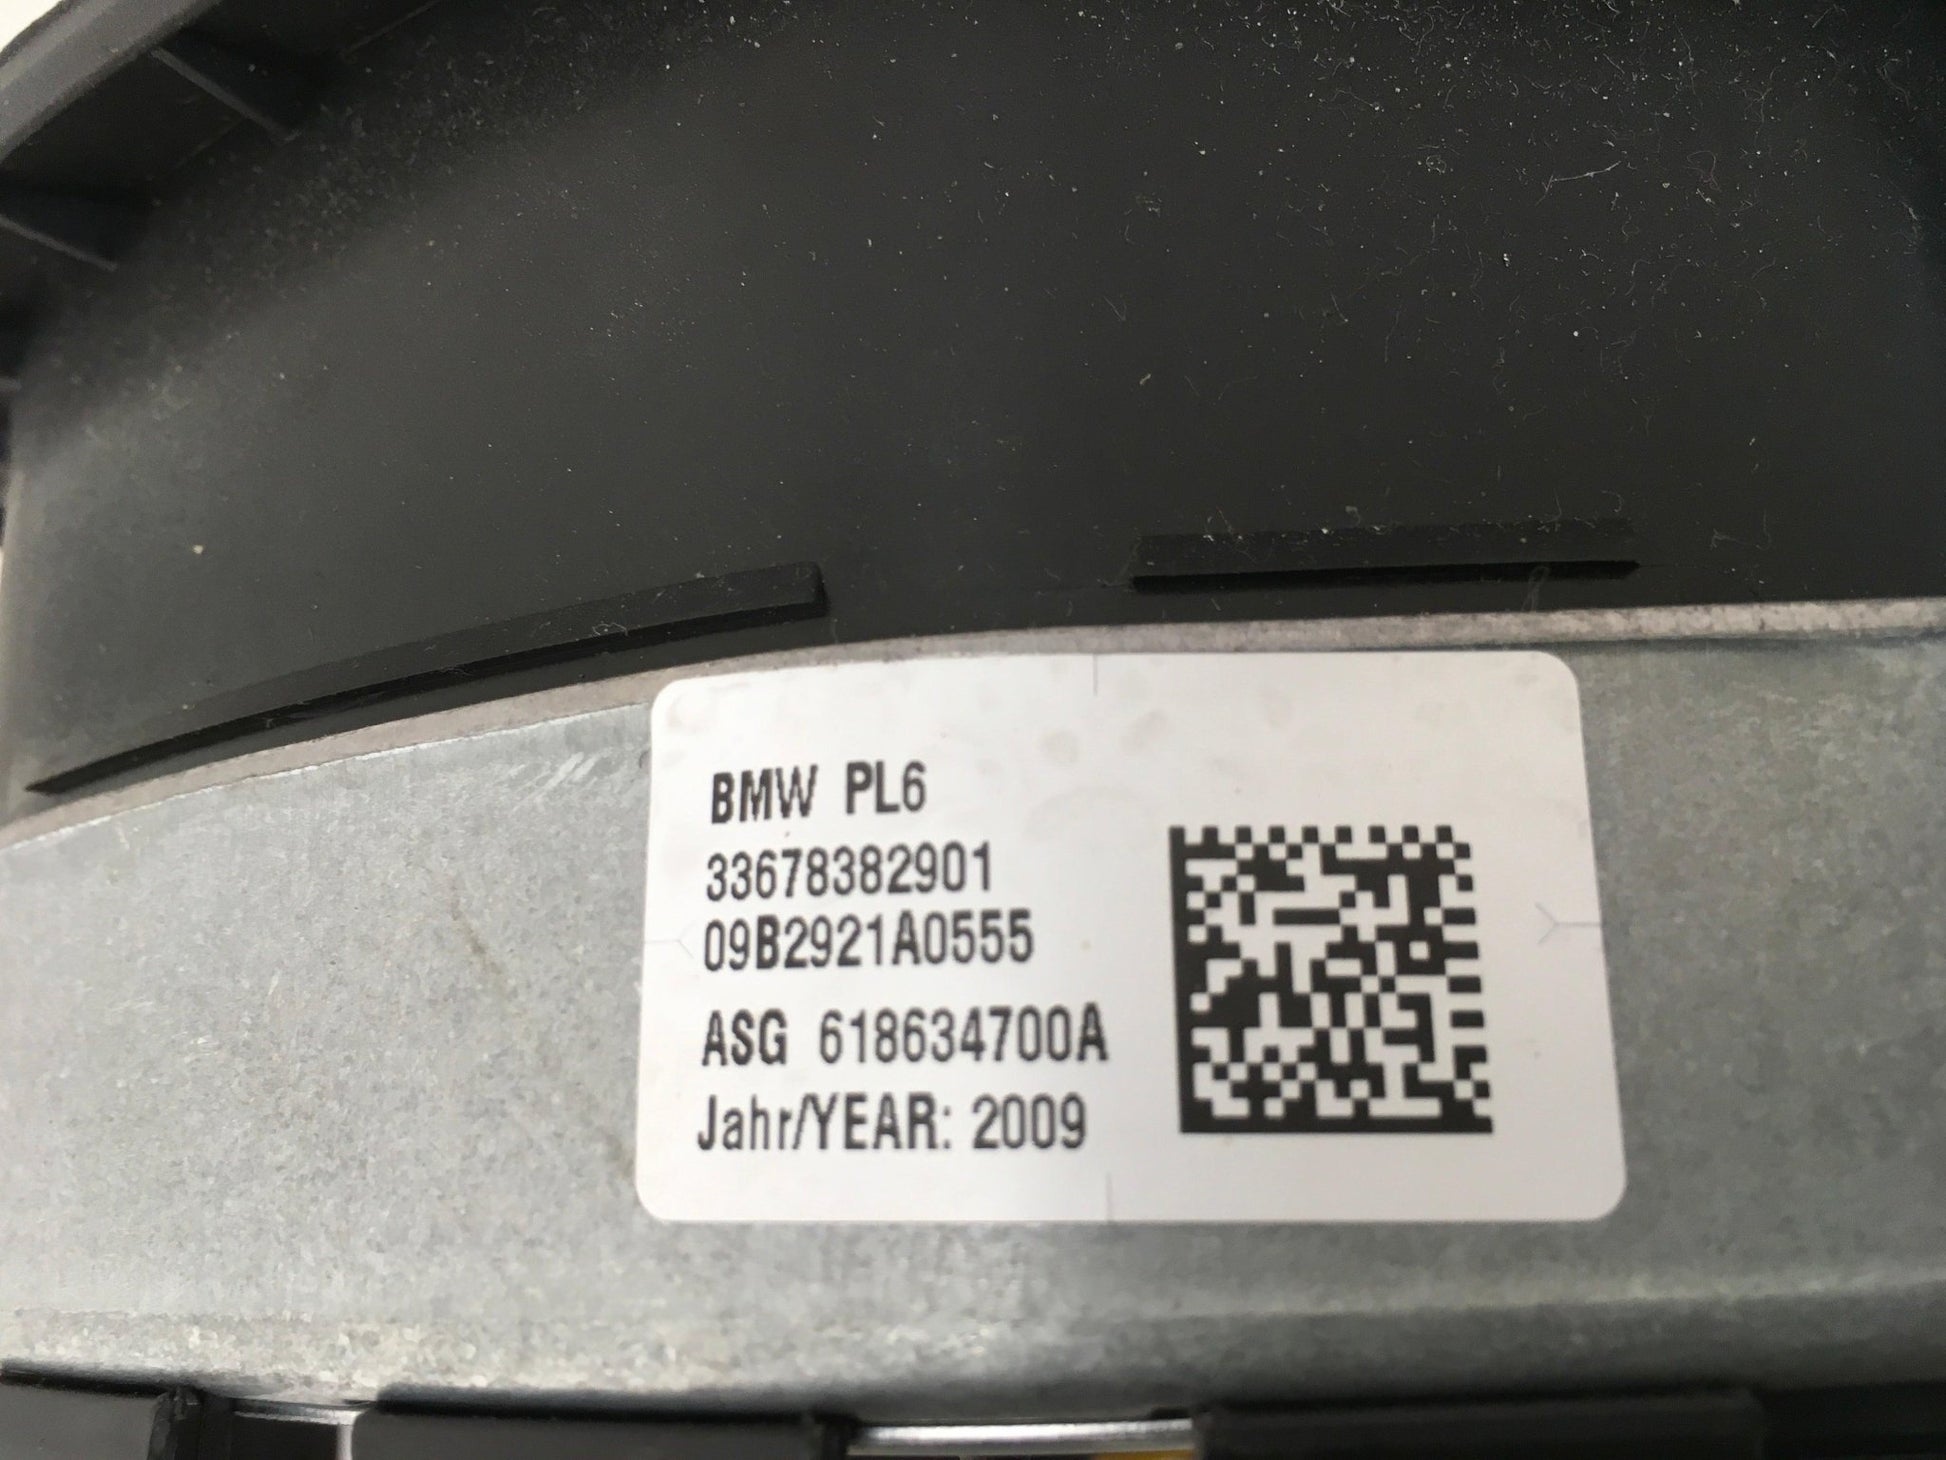 BMW PL6
33678382901
09B2921A0555
ASG 618634700A
Jahr/YEAR: 2009